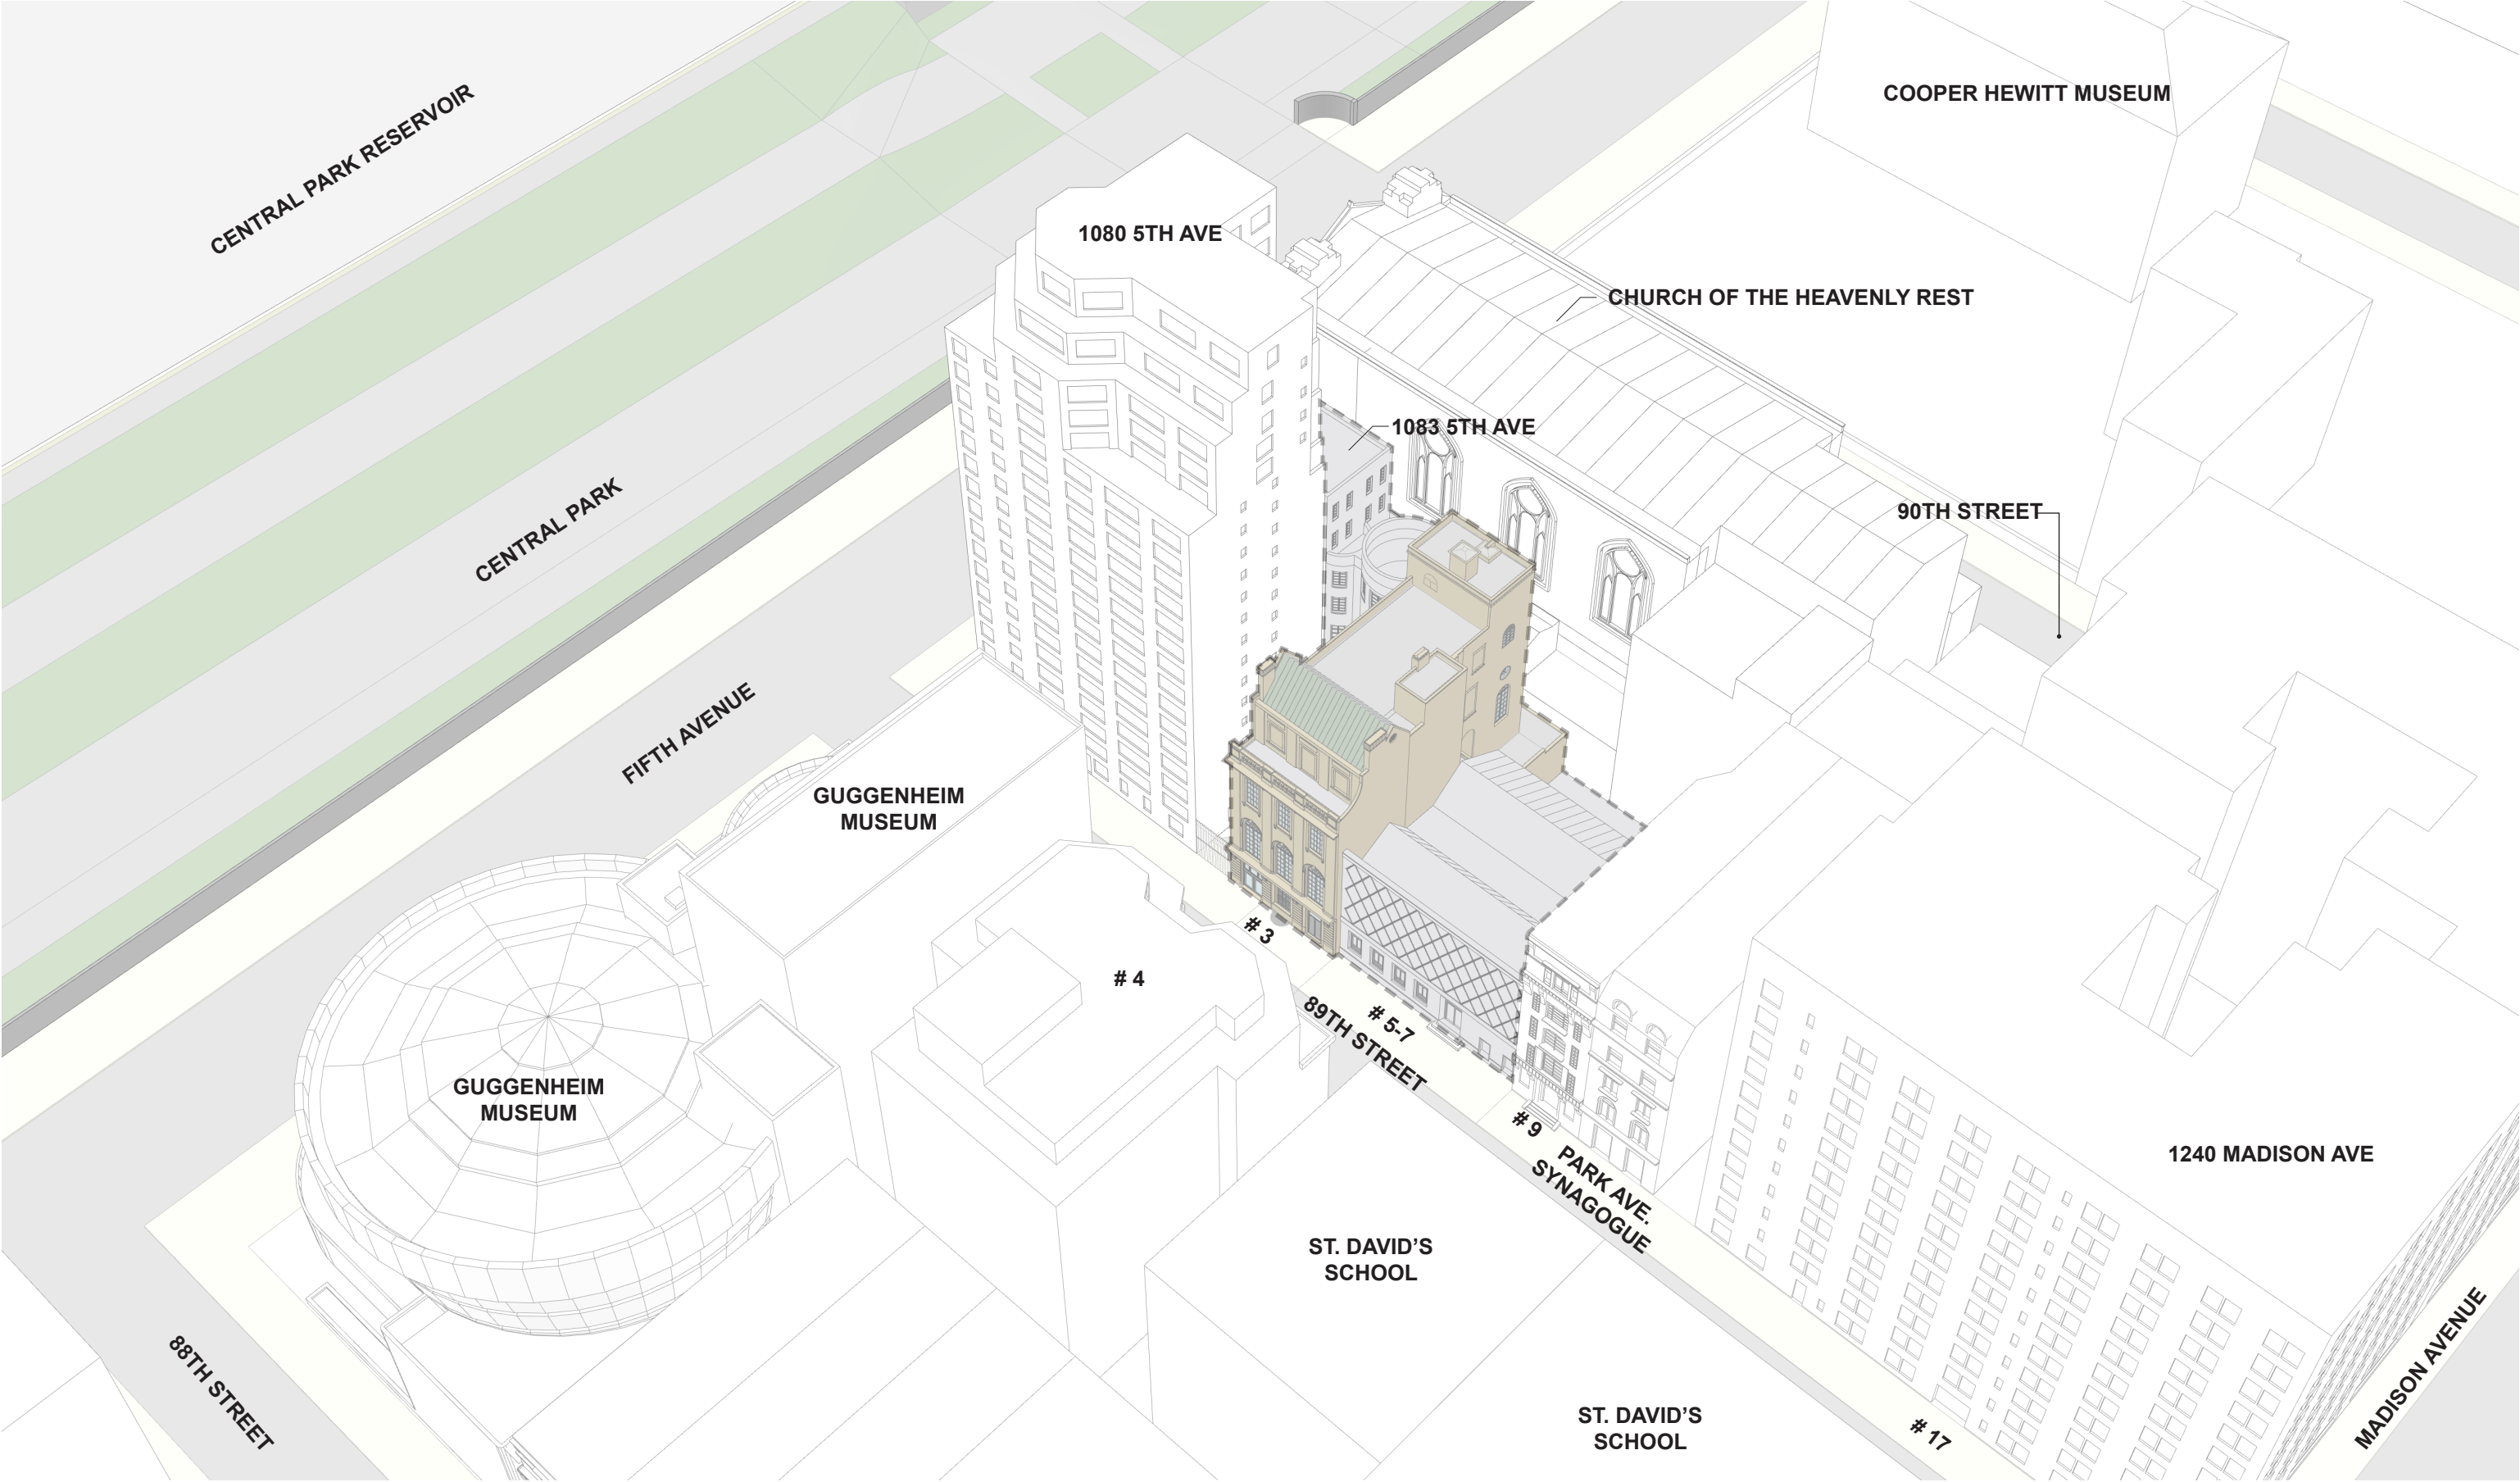 CENTRAL PARK RESERVOIR
COOPER HEWITT MUSEUM
1080 5TH AVE
CHURCH OF THE HEAVENLY REST
1083 5TH AVE
90TH STREET
CENTRAL PARK
FIFTH AVENUE
GUGGENHEIM
MUSEUM
# 3
# 4
# 5-7
89TH STREET
GUGGENHEIM
MUSEUM
# 9
PARK AVE.
SYNAGOGUE
1240 MADISON AVE
ST. DAVID'S
SCHOOL
88TH STREET
MADISON AVENUE
ST. DAVID'S
SCHOOL
# 17